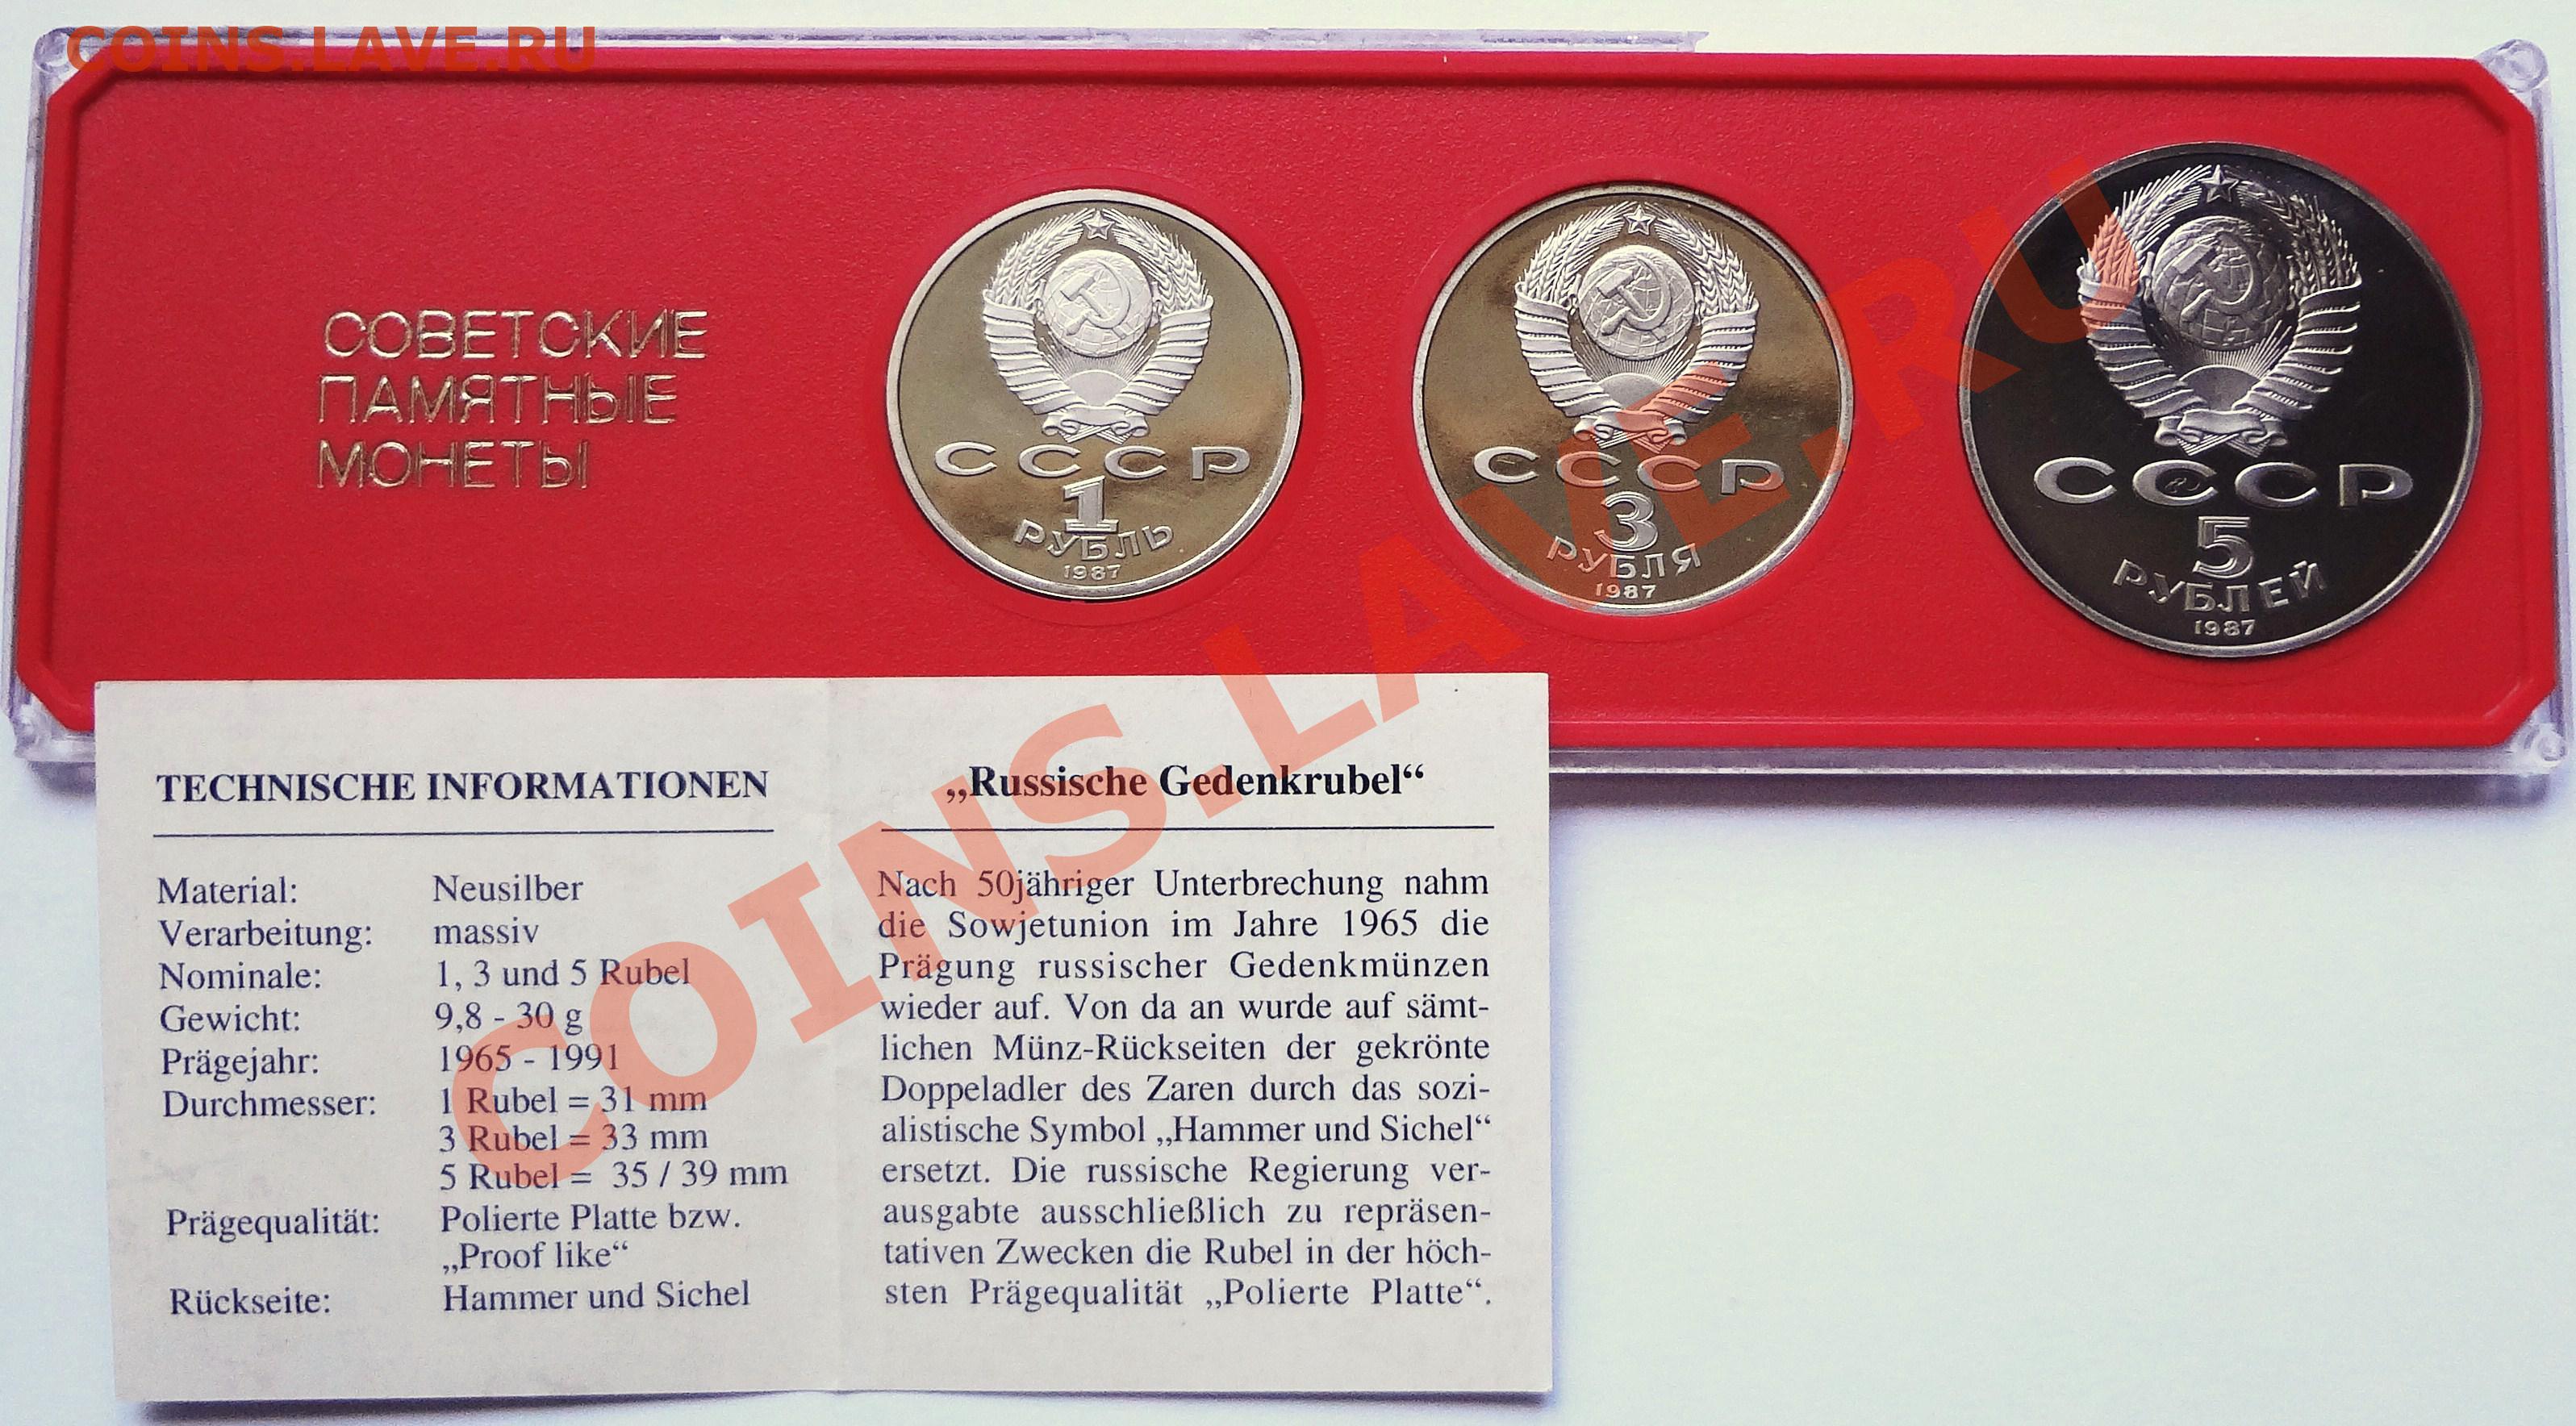 COINS.LAVE.RU
СОВЕТСКИЕ
ПАМЯТНЫЕ
МОНЕТЫ
СССР
1
РУБЛЬ
1987
СССР
3
РУБЛЯ
1987
СССР
5
РУБЛЕЙ
1987
TECHNISCHE INFORMATIONEN
Material: Neusilber
Verarbeitung: massiv
Nominale: 1, 3 und 5 Rubel
Gewicht: 9,8 - 30 g
Prägejahr: 1965 - 1991
Durchmesser: 1 Rubel = 31 mm
3 Rubel = 33 mm
5 Rubel = 35 / 39 mm
Prägequalität: Polierte Platte bzw.
„Proof like“
Rückseite: Hammer und Sichel
„Russische Gedenkrubel“
Nach 50jähriger Unterbrechung nahm
die Sowjetunion im Jahre 1965 die
Prägung russischer Gedenkmünzen
wieder auf. Von da an wurde auf sämt-
lichen Münz-Rückseiten der gekrönte
Doppeladler des Zaren durch das sozi-
alistische Symbol „Hammer und Sichel“
ersetzt. Die russische Regierung ver-
ausgabte ausschließlich zu repräsen-
tativen Zwecken die Rubel in der höch-
sten Prägequalität „Polierte Platte“.
COINS.LAVE.RU